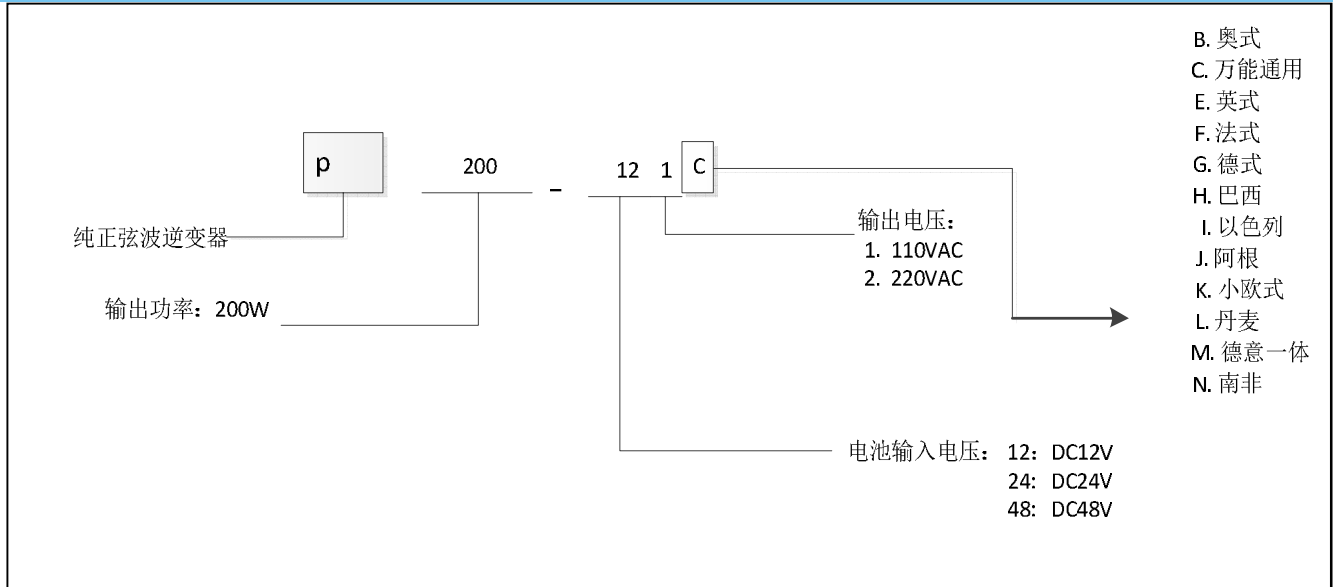 p 200 – 12 1 C
纯正弦波逆变器
输出功率：200W
输出电压：
1. 110VAC
2. 220VAC
电池输入电压： 12： DC12V
24： DC24V
48： DC48V
B. 奥式
C. 万能通用
E. 英式
F. 法式
G. 德式
H. 巴西
I. 以色列
J. 阿根
K. 小欧式
L. 丹麦
M. 德意一体
N. 南非